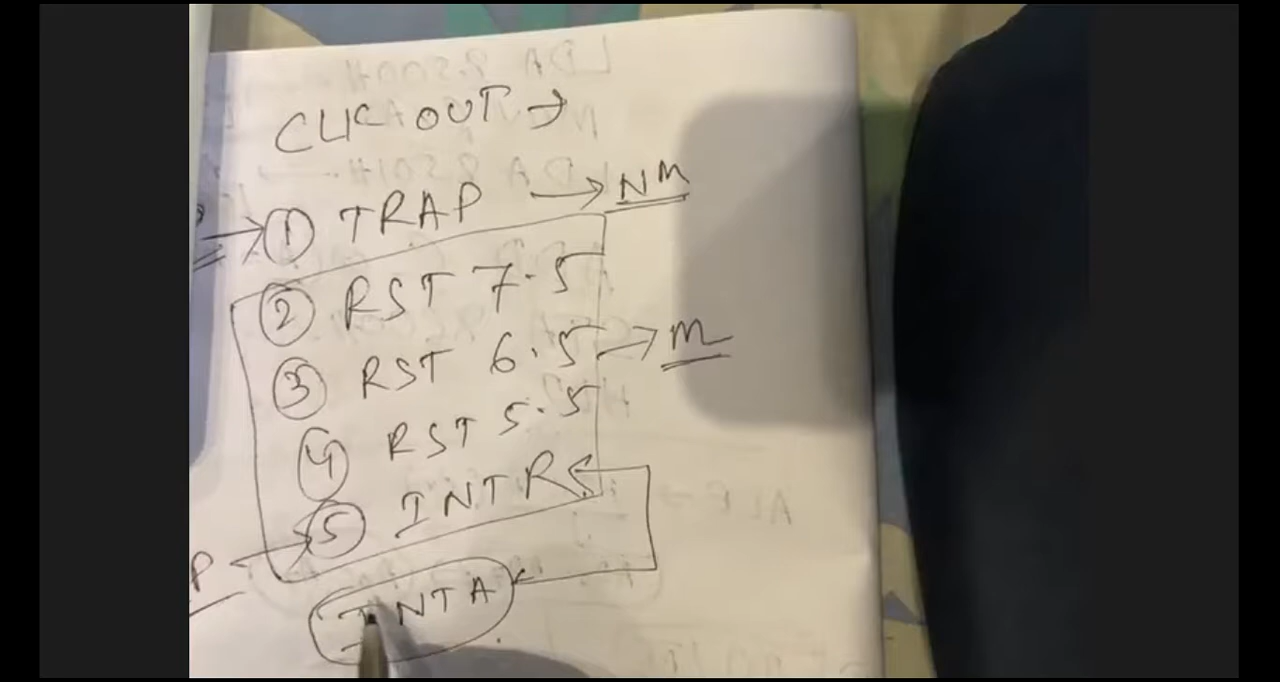 CLK OUT →
① TRAP → NM
② RST 7.5
③ RST 6.5 → M
④ RST 5.5
⑤ INTR
P
INTA